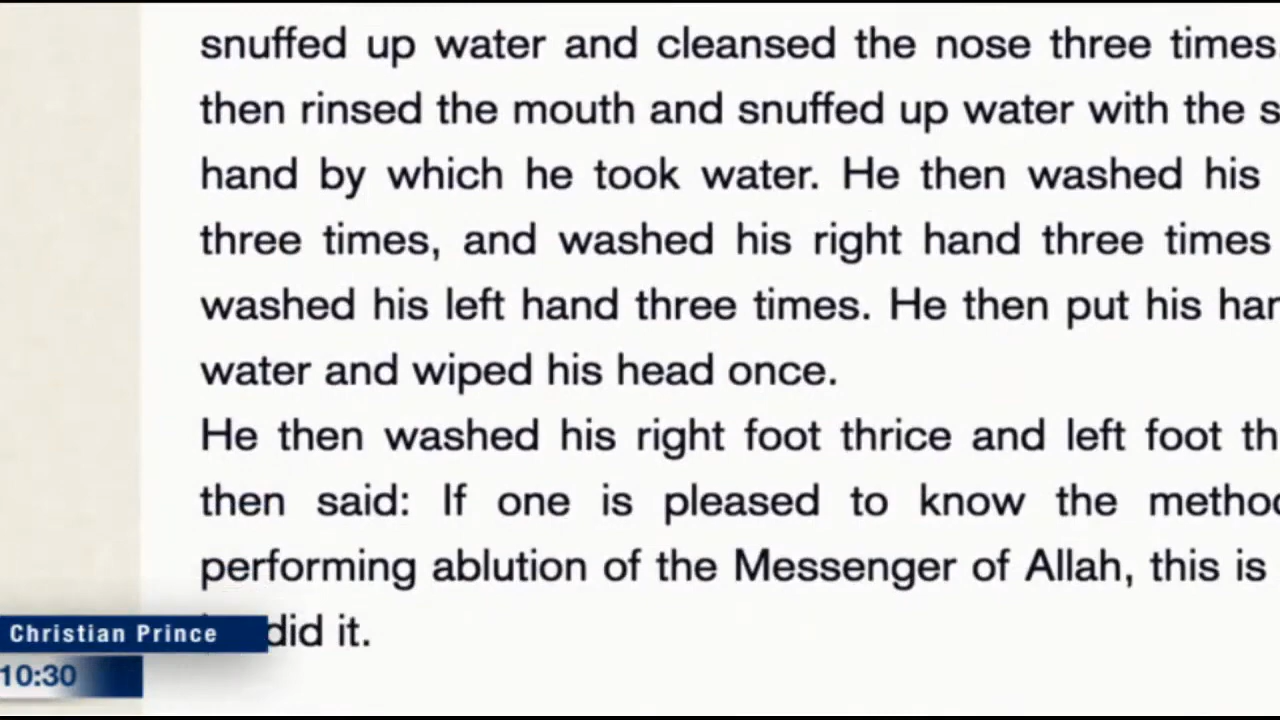 snuffed up water and cleansed the nose three times.
then rinsed the mouth and snuffed up water with the s
hand by which he took water. He then washed his
three times, and washed his right hand three times
washed his left hand three times. He then put his har
water and wiped his head once.
He then washed his right foot thrice and left foot th
then said: If one is pleased to know the method
performing ablution of the Messenger of Allah, this is
did it.
Christian Prince
10:30